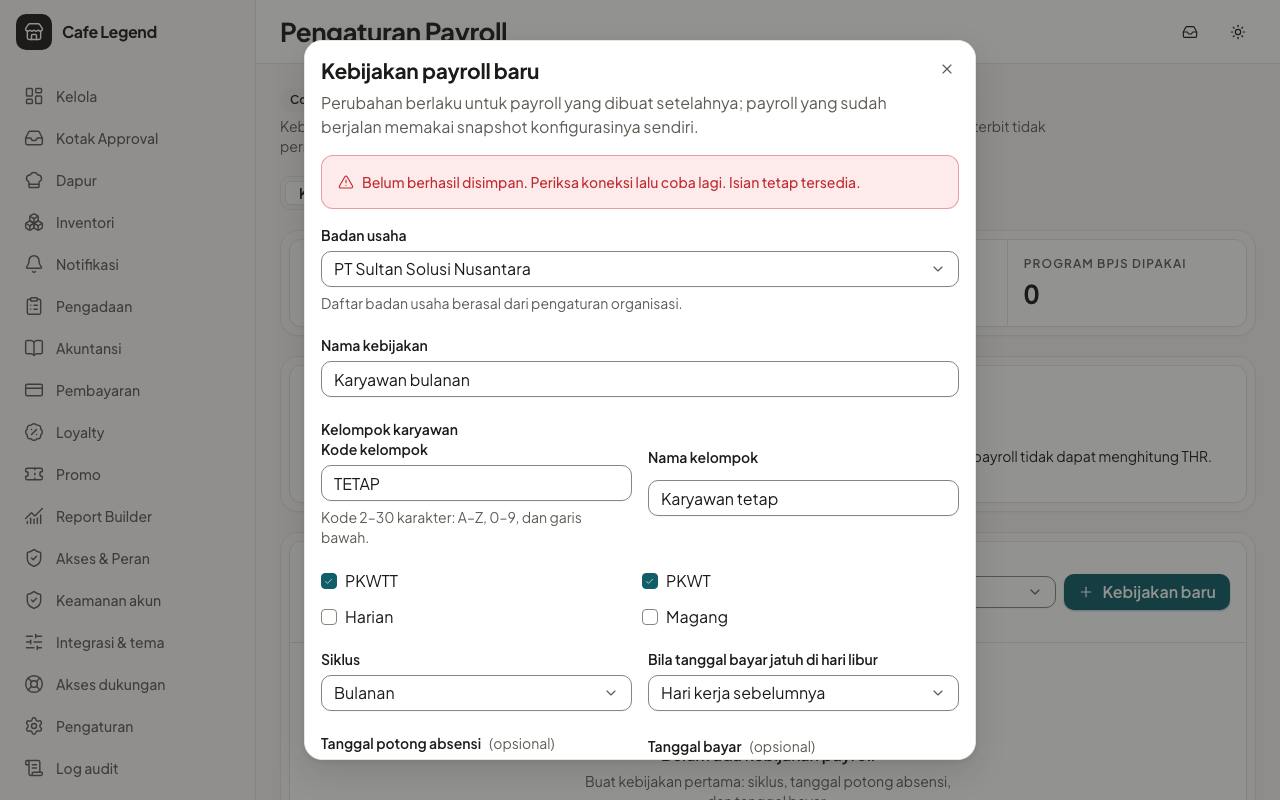 Cafe Legend
Pengaturan Payroll
Kelola
Kotak Approval
Dapur
Inventori
Notifikasi
Pengadaan
Akuntansi
Pembayaran
Loyalty
Promo
Report Builder
Akses & Peran
Keamanan akun
Integrasi & tema
Akses dukungan
Pengaturan
Log audit
terbit tidak
PROGRAM BPJS DIPAKAI
0
payroll tidak dapat menghitung THR.
Kebijakan baru
Kebijakan payroll baru
Perubahan berlaku untuk payroll yang dibuat setelahnya; payroll yang sudah
berjalan memakai snapshot konfigurasinya sendiri.
Belum berhasil disimpan. Periksa koneksi lalu coba lagi. Isian tetap tersedia.
Badan usaha
PT Sultan Solusi Nusantara
Daftar badan usaha berasal dari pengaturan organisasi.
Nama kebijakan
Karyawan bulanan
Kelompok karyawan
Kode kelompok
TETAP
Kode 2–30 karakter: A–Z, 0–9, dan garis
bawah.
Nama kelompok
Karyawan tetap
PKWTT
PKWT
Harian
Magang
Siklus
Bulanan
Bila tanggal bayar jatuh di hari libur
Hari kerja sebelumnya
Tanggal potong absensi (opsional)
Tanggal bayar (opsional)
Buat kebijakan pertama: siklus, tanggal potong absensi,